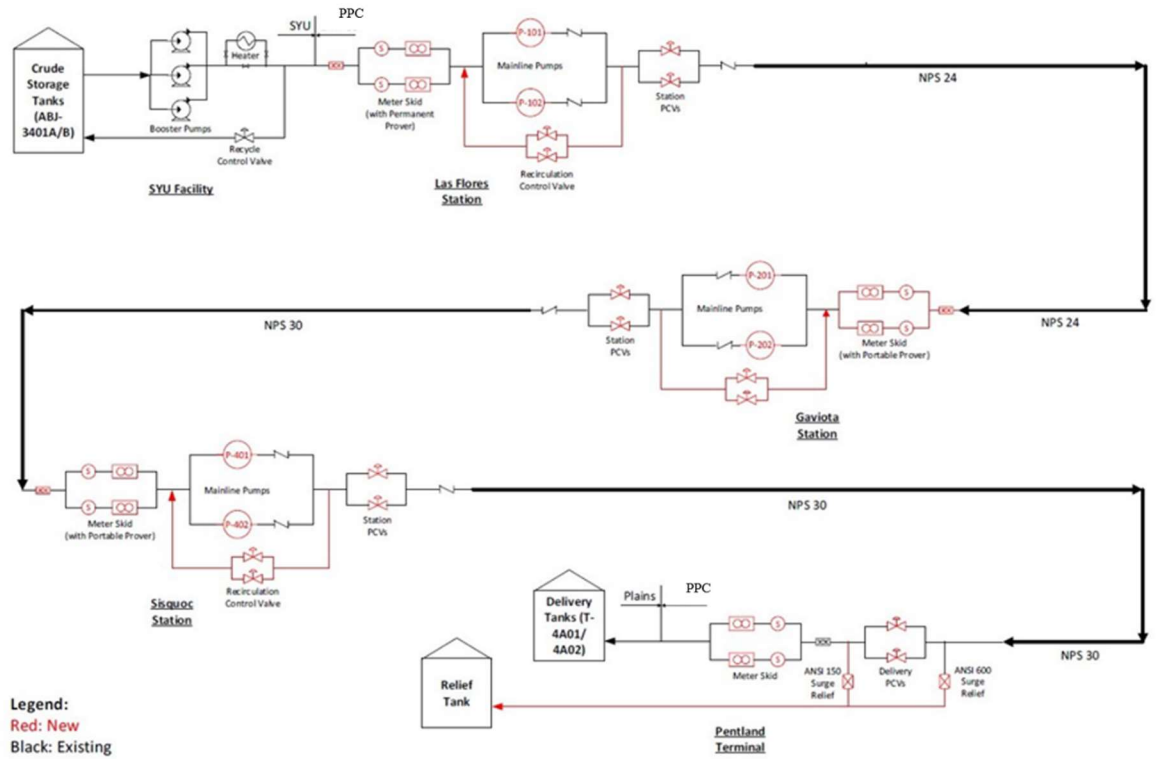 SYU
PPC
Crude
Storage
Tanks
(ABJ-
3401A/B)
Booster Pumps
Heater
Recycle
Control Valve
SYU Facility
S
S
Meter Skid
(with Permanent
Prover)
P-101
Mainline Pumps
P-102
Recirculation
Control Valve
Las Flores
Station
Station
PCVs
NPS 24
NPS 30
Station
PCVs
P-201
Mainline Pumps
P-202
S
S
Meter Skid
(with Portable Prover)
NPS 24
Gaviota
Station
S
S
Meter Skid
(with Portable Prover)
P-401
Mainline Pumps
P-402
Recirculation
Control Valve
Sisquoc
Station
Station
PCVs
NPS 30
Delivery
Tanks (T-
4A01/
4A02)
Plains
PPC
S
S
Meter Skid
ANSI 150
Surge
Relief
Delivery
PCVs
ANSI 600
Surge
Relief
NPS 30
Relief
Tank
Pentland
Terminal
Legend:
Red: New
Black: Existing